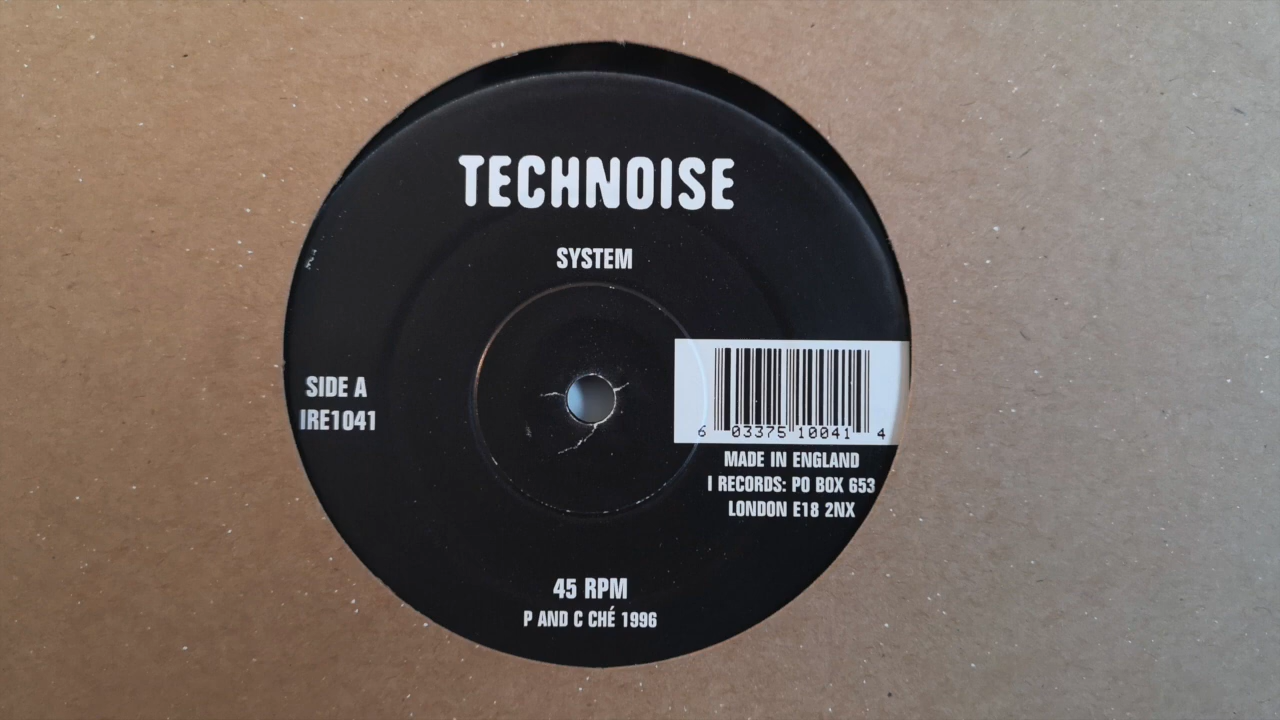 TECHNOISE
SYSTEM
SIDE A
IRE1041
6 03375 10041 4
MADE IN ENGLAND
I RECORDS: PO BOX 653
LONDON E18 2NX
45 RPM
P AND C CHÉ 1996